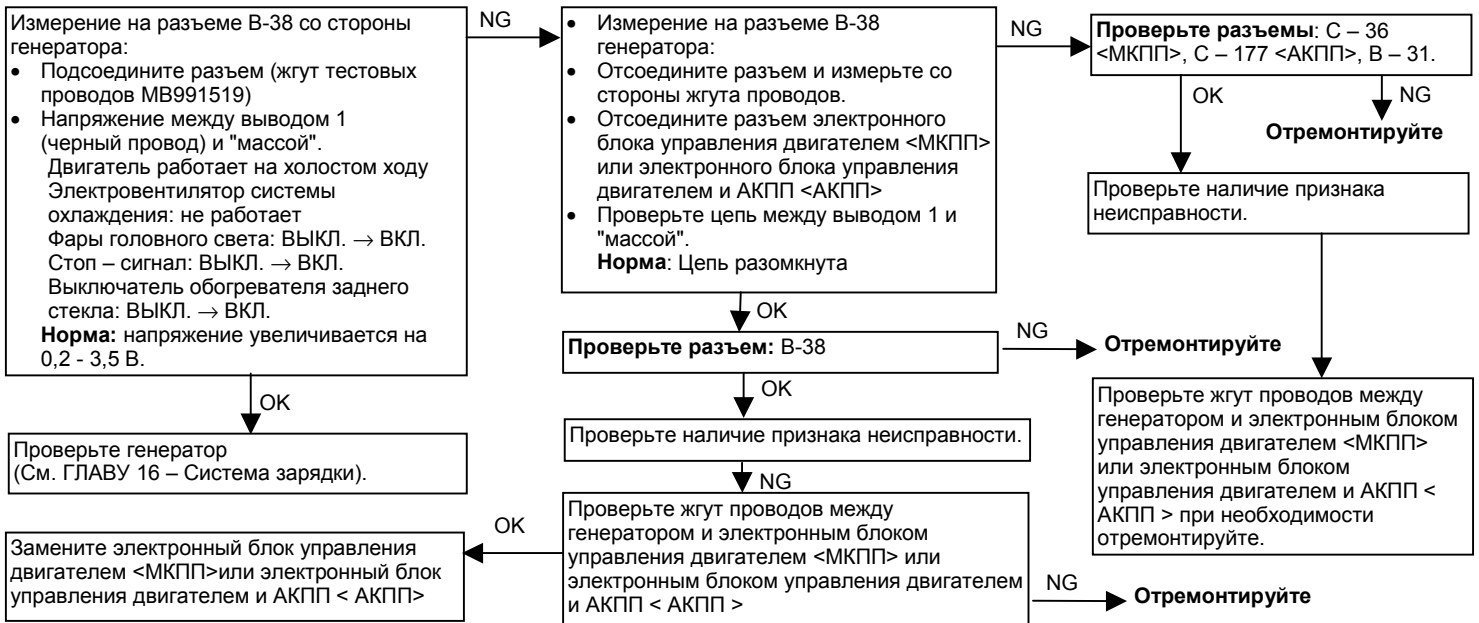 Измерение на разъеме В-38 со стороны
генератора:
• Подсоедините разъем (жгут тестовых
проводов MB991519)
• Напряжение между выводом 1
(черный провод) и "массой".
Двигатель работает на холостом ходу
Электровентилятор системы
охлаждения: не работает
Фары головного света: ВЫКЛ. → ВКЛ.
Стоп – сигнал: ВЫКЛ. → ВКЛ.
Выключатель обогревателя заднего
стекла: ВЫКЛ. → ВКЛ.
Норма: напряжение увеличивается на
0,2 - 3,5 В.
NG
OK
Проверьте генератор
(См. ГЛАВУ 16 – Система зарядки).
• Измерение на разъеме В-38
генератора:
• Отсоедините разъем и измерьте со
стороны жгута проводов.
• Отсоедините разъем электронного
блока управления двигателем <МКПП>
или электронного блока управления
двигателем и АКПП <АКПП>
• Проверьте цепь между выводом 1 и
"массой".
Норма: Цепь разомкнута
NG
OK
Проверьте разъем: В-38
NG
Отремонтируйте
OK
Проверьте наличие признака неисправности.
NG
Проверьте жгут проводов между
генератором и электронным блоком
управления двигателем <МКПП> или
электронным блоком управления двигателем
и АКПП < АКПП >
NG
Отремонтируйте
OK
Замените электронный блок управления
двигателем <МКПП>или электронный блок
управления двигателем и АКПП < АКПП>
Проверьте разъемы: С – 36
<МКПП>, С – 177 <АКПП>, В – 31.
OK
NG
Отремонтируйте
Проверьте наличие признака
неисправности.
Проверьте жгут проводов между
генератором и электронным блоком
управления двигателем <МКПП>
или электронным блоком
управления двигателем и АКПП <
АКПП > при необходимости
отремонтируйте.